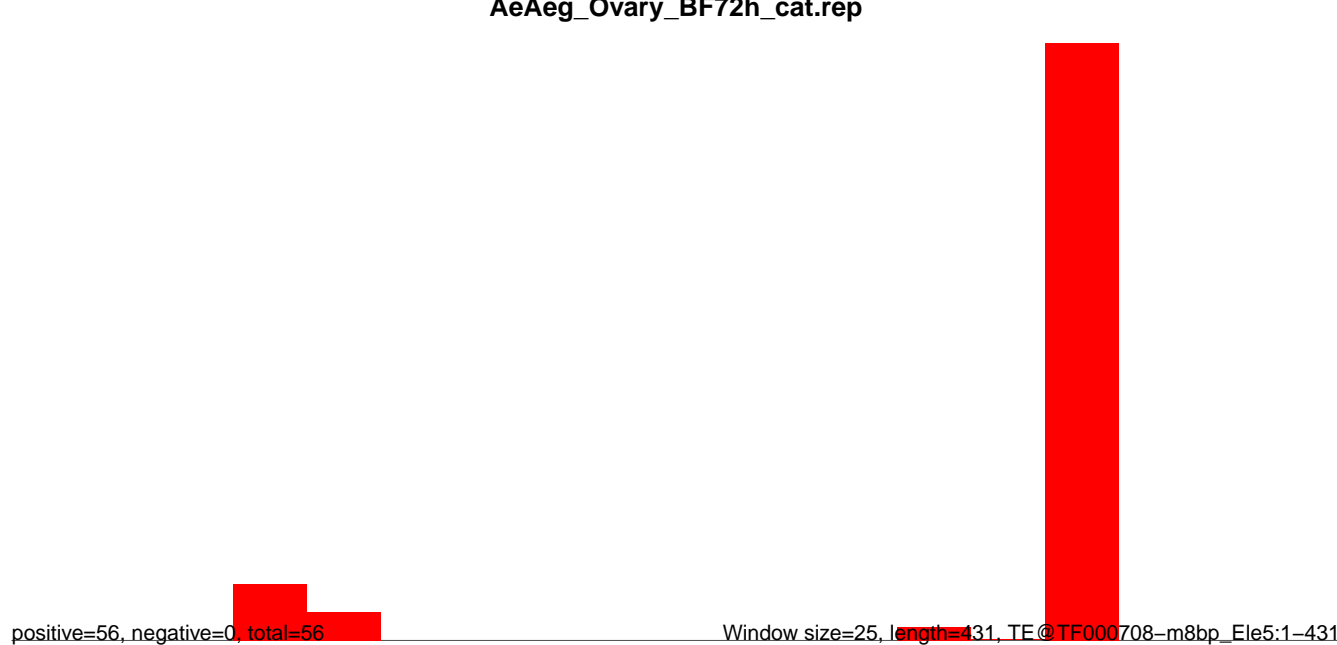 AeAeg_Ovary_BF72h_cat.rep
positive=56, negative=0, total=56
Window size=25, length=431, TE@TF000708−m8bp_Ele5:1−431